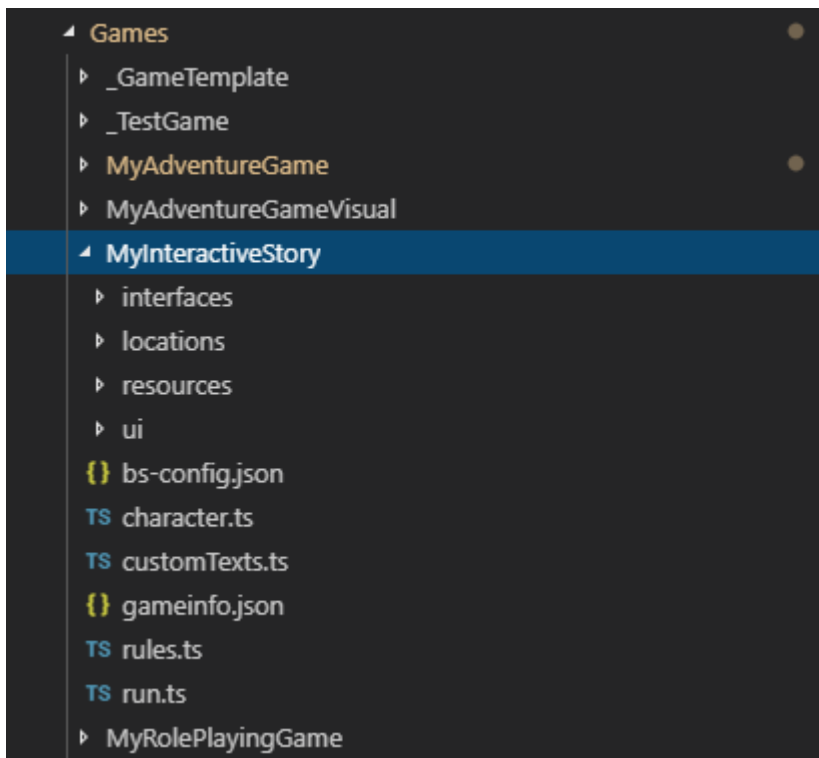 Games
_GameTemplate
_TestGame
MyAdventureGame
MyAdventureGameVisual
MyInteractiveStory
interfaces
locations
resources
ui
{} bs-config.json
TS character.ts
TS customTexts.ts
{} gameinfo.json
TS rules.ts
TS run.ts
MyRolePlayingGame